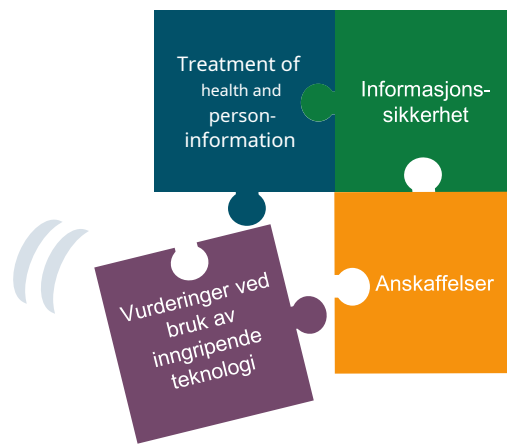 Treatment of
health and
person-
information
Informasjons-
sikkerhet
Vurderinger ved
bruk av
inngripende
teknologi
Anskaffelser